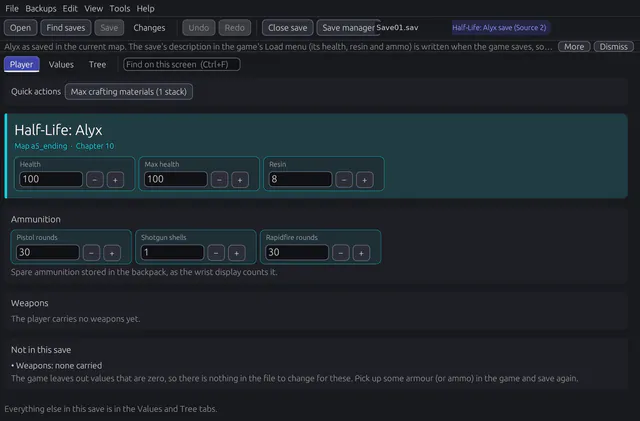 File Backups Edit View Tools Help
Open Find saves Save Changes Undo Redo Close save Save manager Save01.sav Half-Life: Alyx save (Source 2)
Alyx as saved in the current map. The save's description in the game's Load menu (its health, resin and ammo) is written when the game saves, so… More Dismiss
Player Values Tree Find on this screen (Ctrl+F)
Quick actions Max crafting materials (1 stack)
Half-Life: Alyx
Map a5_ending · Chapter 10
Health Max health Resin
100 − + 100 − + 8 − +
Ammunition
Pistol rounds Shotgun shells Rapidfire rounds
30 − + 1 − + 30 − +
Spare ammunition stored in the backpack, as the wrist display counts it.
Weapons
The player carries no weapons yet.
Not in this save
• Weapons: none carried
The game leaves out values that are zero, so there is nothing in the file to change for these. Pick up some armour (or ammo) in the game and save again.
Everything else in this save is in the Values and Tree tabs.